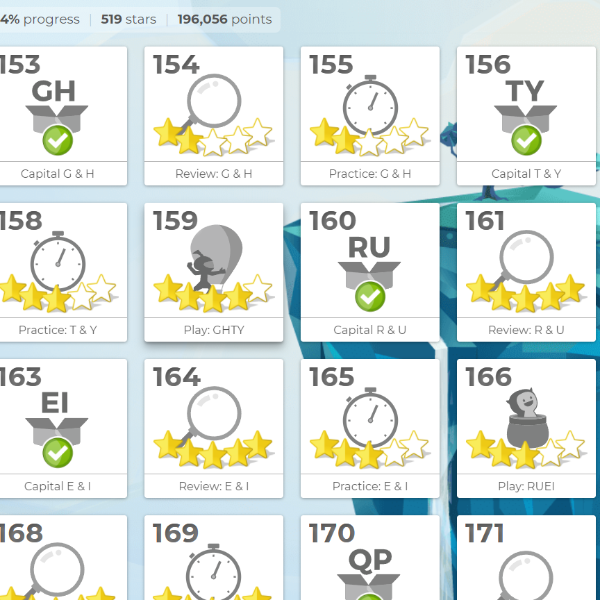 4% progress 519 stars 196,056 points
153 154 155 156
GH TY
Capital G & H Review: G & H Practice: G & H Capital T & Y
158 159 160 161
RU
Practice: T & Y Play: GHTY Capital R & U Review: R & U
163 164 165 166
EI
Capital E & I Review: E & I Practice: E & I Play: RUEI
168 169 170 171
QP